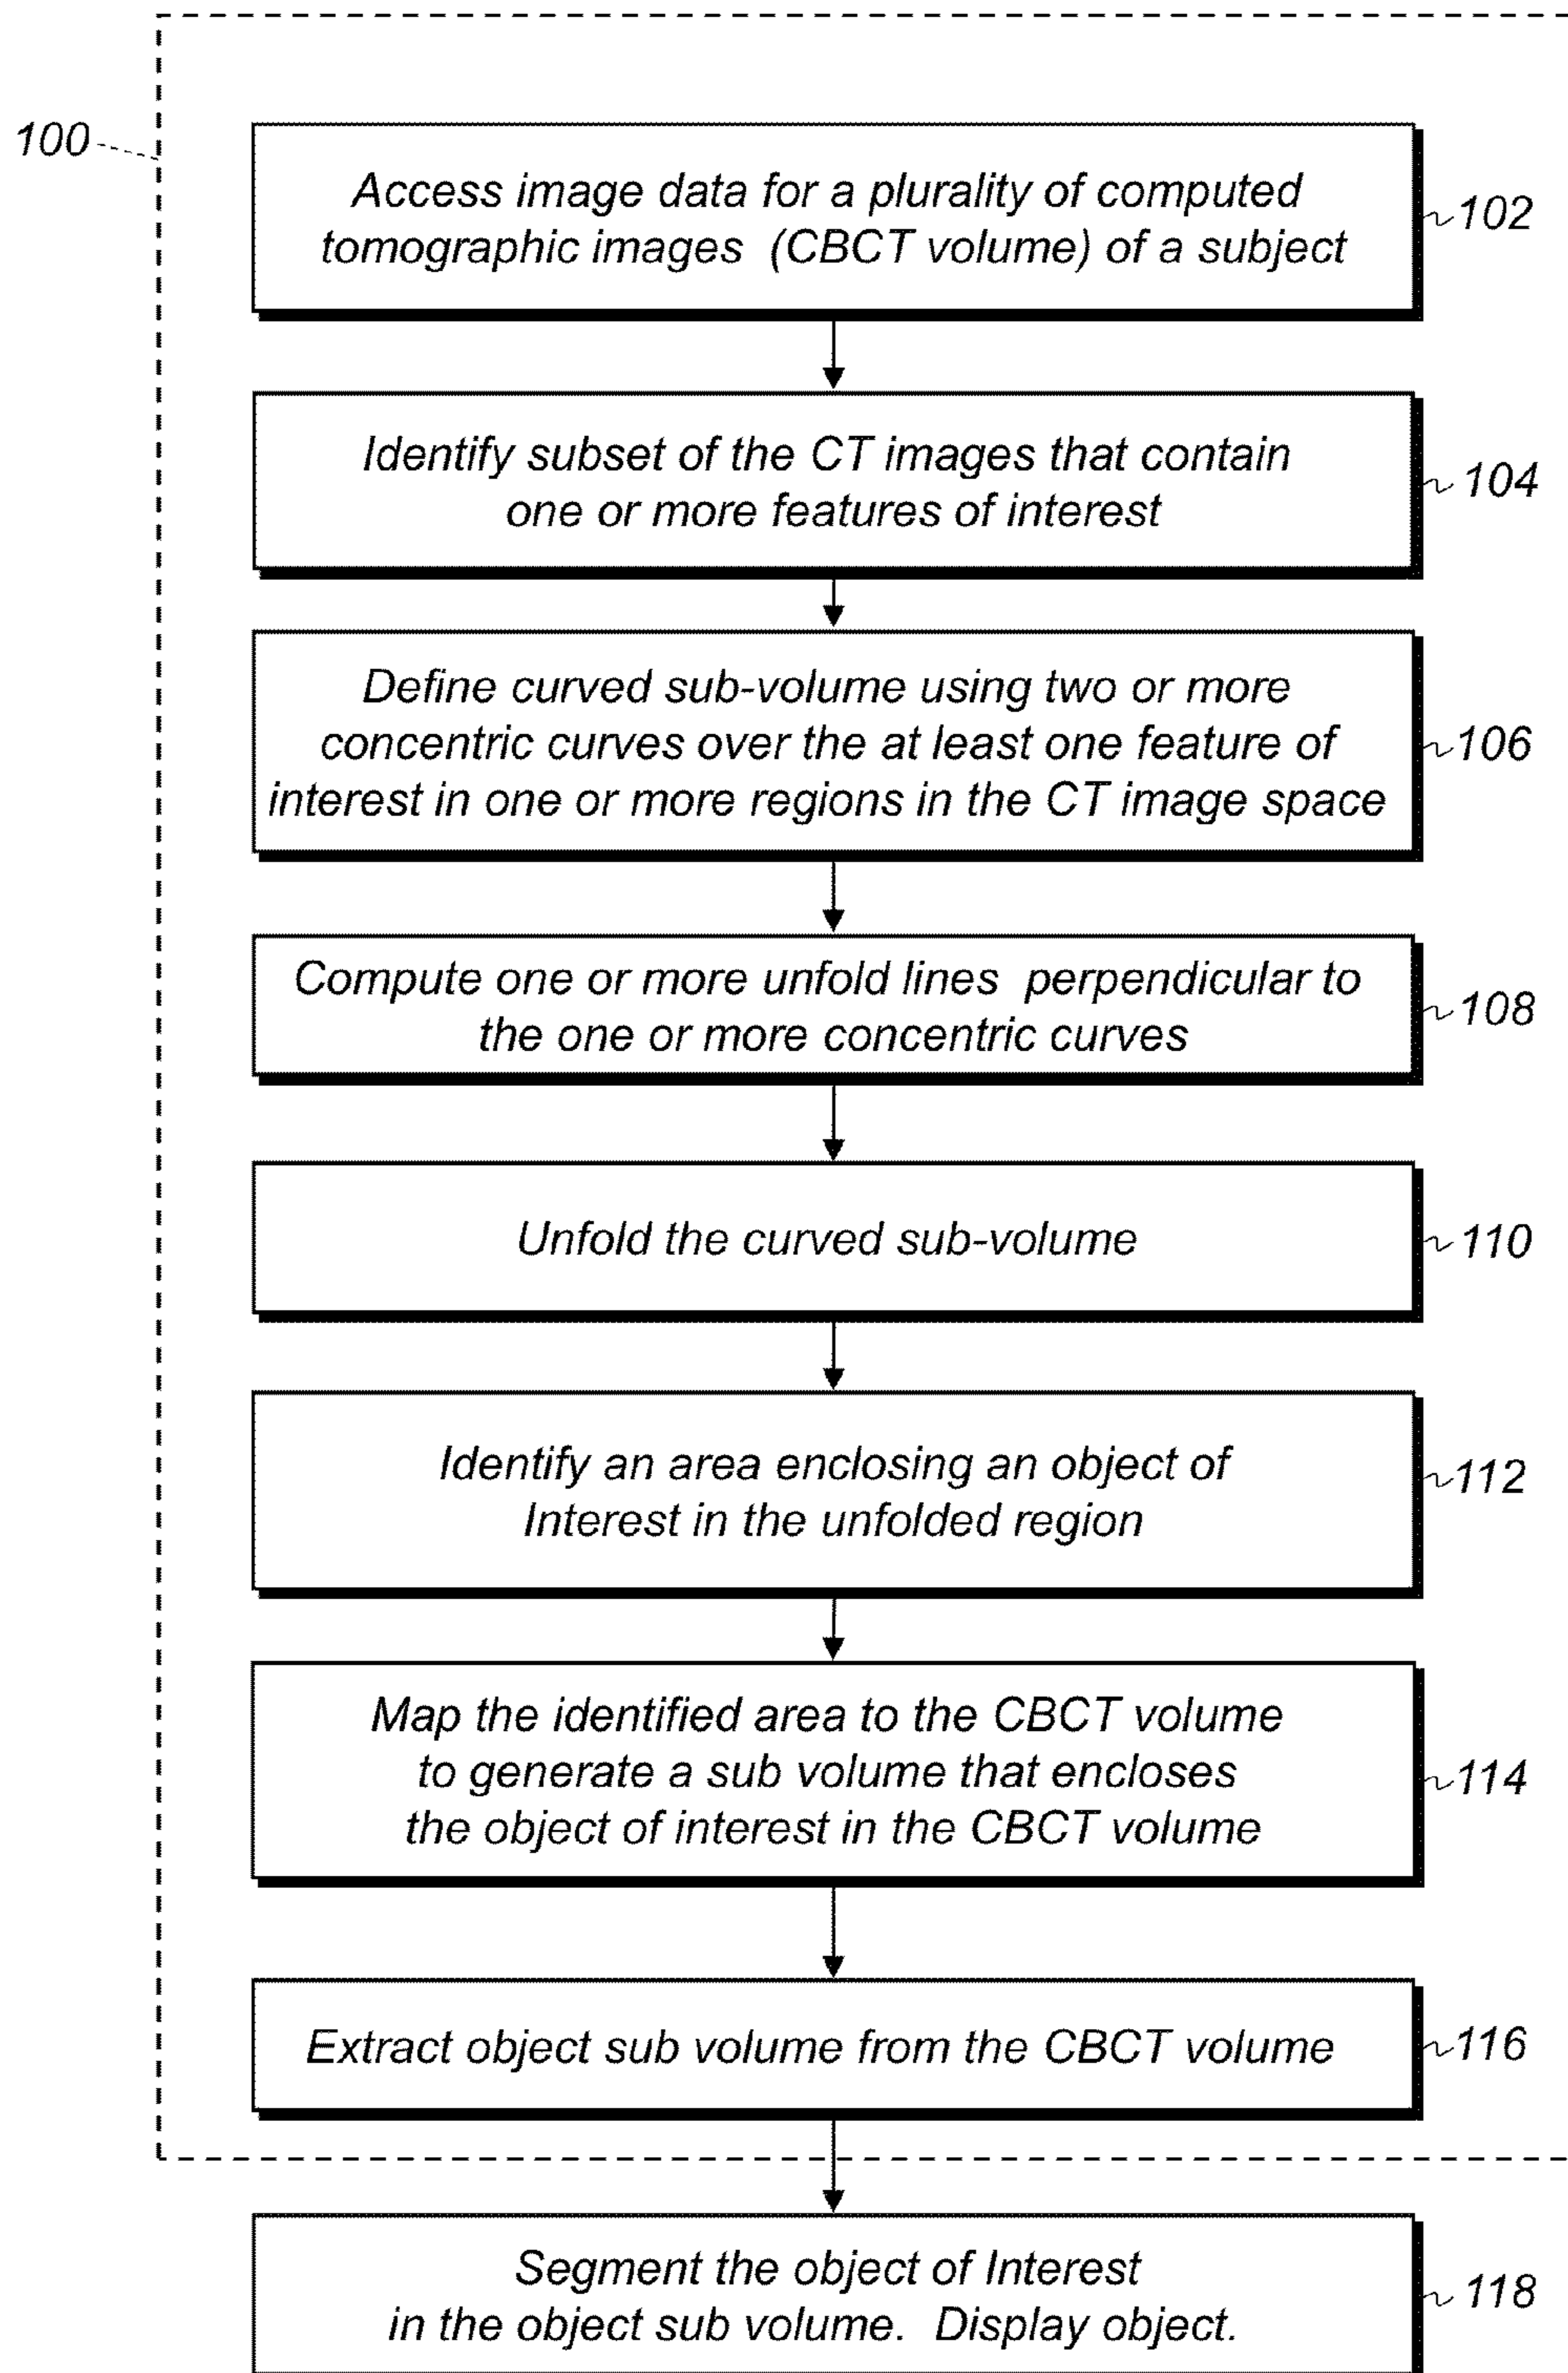 100
Access image data for a plurality of computed
tomographic images (CBCT volume) of a subject
102
Identify subset of the CT images that contain
one or more features of interest
104
Define curved sub-volume using two or more
concentric curves over the at least one feature of
interest in one or more regions in the CT image space
106
Compute one or more unfold lines perpendicular to
the one or more concentric curves
108
Unfold the curved sub-volume
110
Identify an area enclosing an object of
Interest in the unfolded region
112
Map the identified area to the CBCT volume
to generate a sub volume that encloses
the object of interest in the CBCT volume
114
Extract object sub volume from the CBCT volume
116
Segment the object of Interest
in the object sub volume. Display object.
118